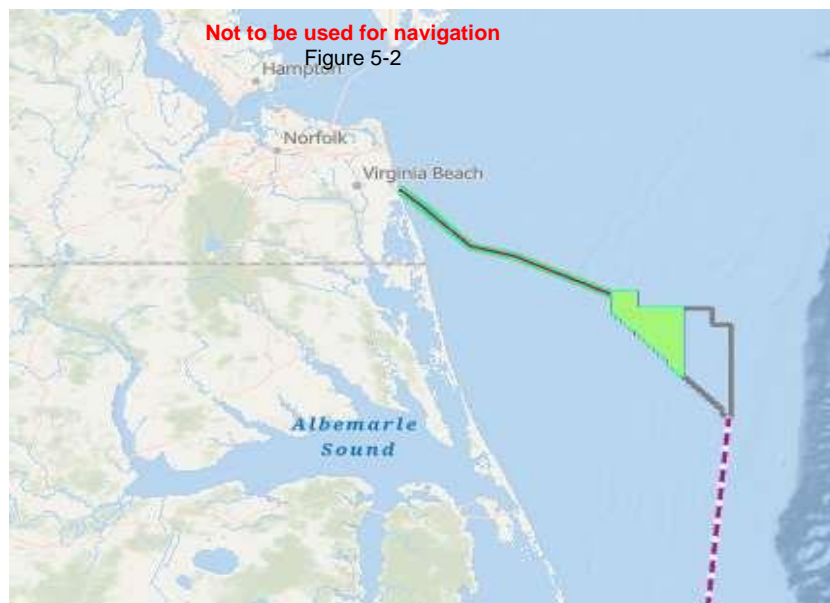 Not to be used for navigation
Figure 5-2
Hampton
Norfolk
Virginia Beach
Albemarle
Sound